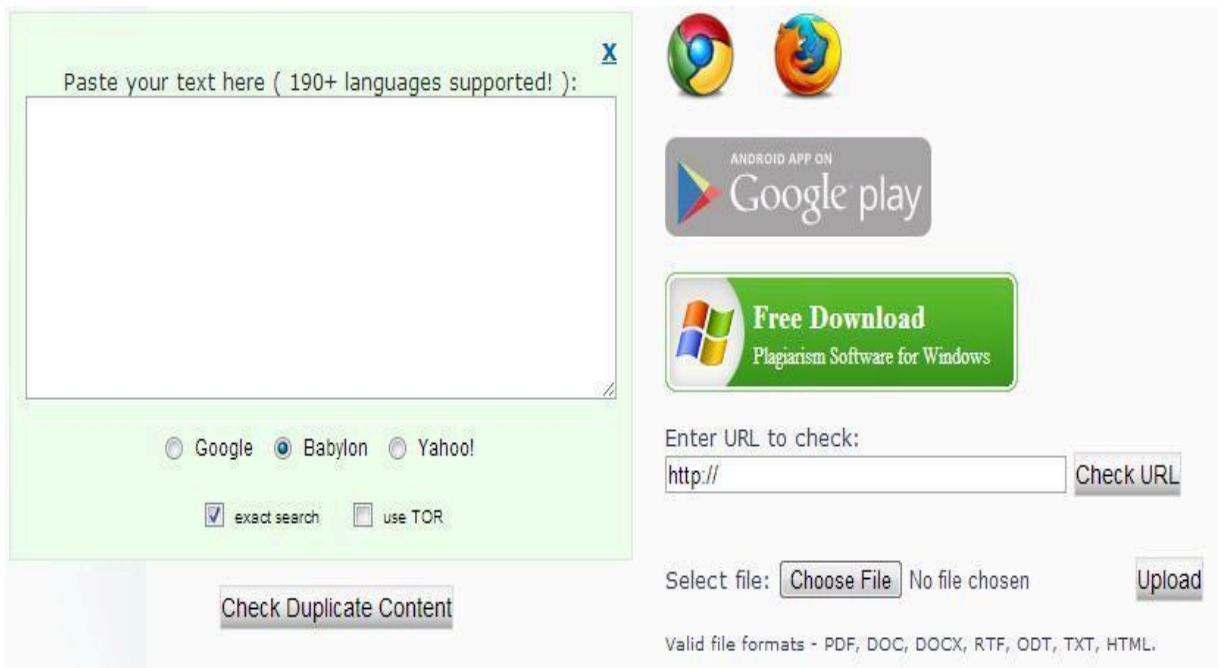 X
Paste your text here ( 190+ languages supported! ):
Google Babylon Yahoo!
exact search use TOR
Check Duplicate Content
ANDROID APP ON
Google play
Free Download
Plagiarism Software for Windows
Enter URL to check:
http:// Check URL
Select file: Choose File No file chosen Upload
Valid file formats - PDF, DOC, DOCX, RTF, ODT, TXT, HTML.